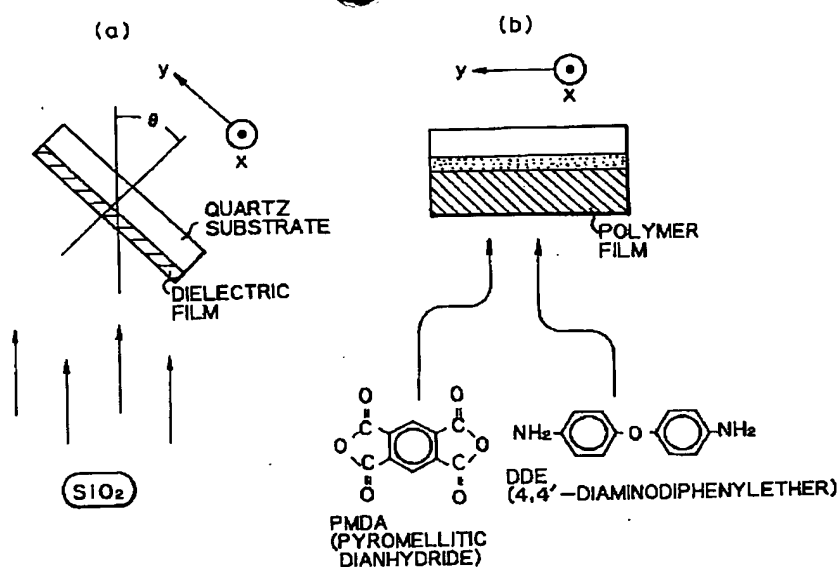 (a)
y
θ
x
QUARTZ
SUBSTRATE
DIELECTRIC
FILM
SiO2
(b)
y
x
POLYMER
FILM
O
O
C
C
O
O
C
C
O
O
PMDA
(PYROMELLITIC
DIANHYDRIDE)
NH2
O
NH2
DDE
(4,4'-DIAMINODIPHENYLETHER)